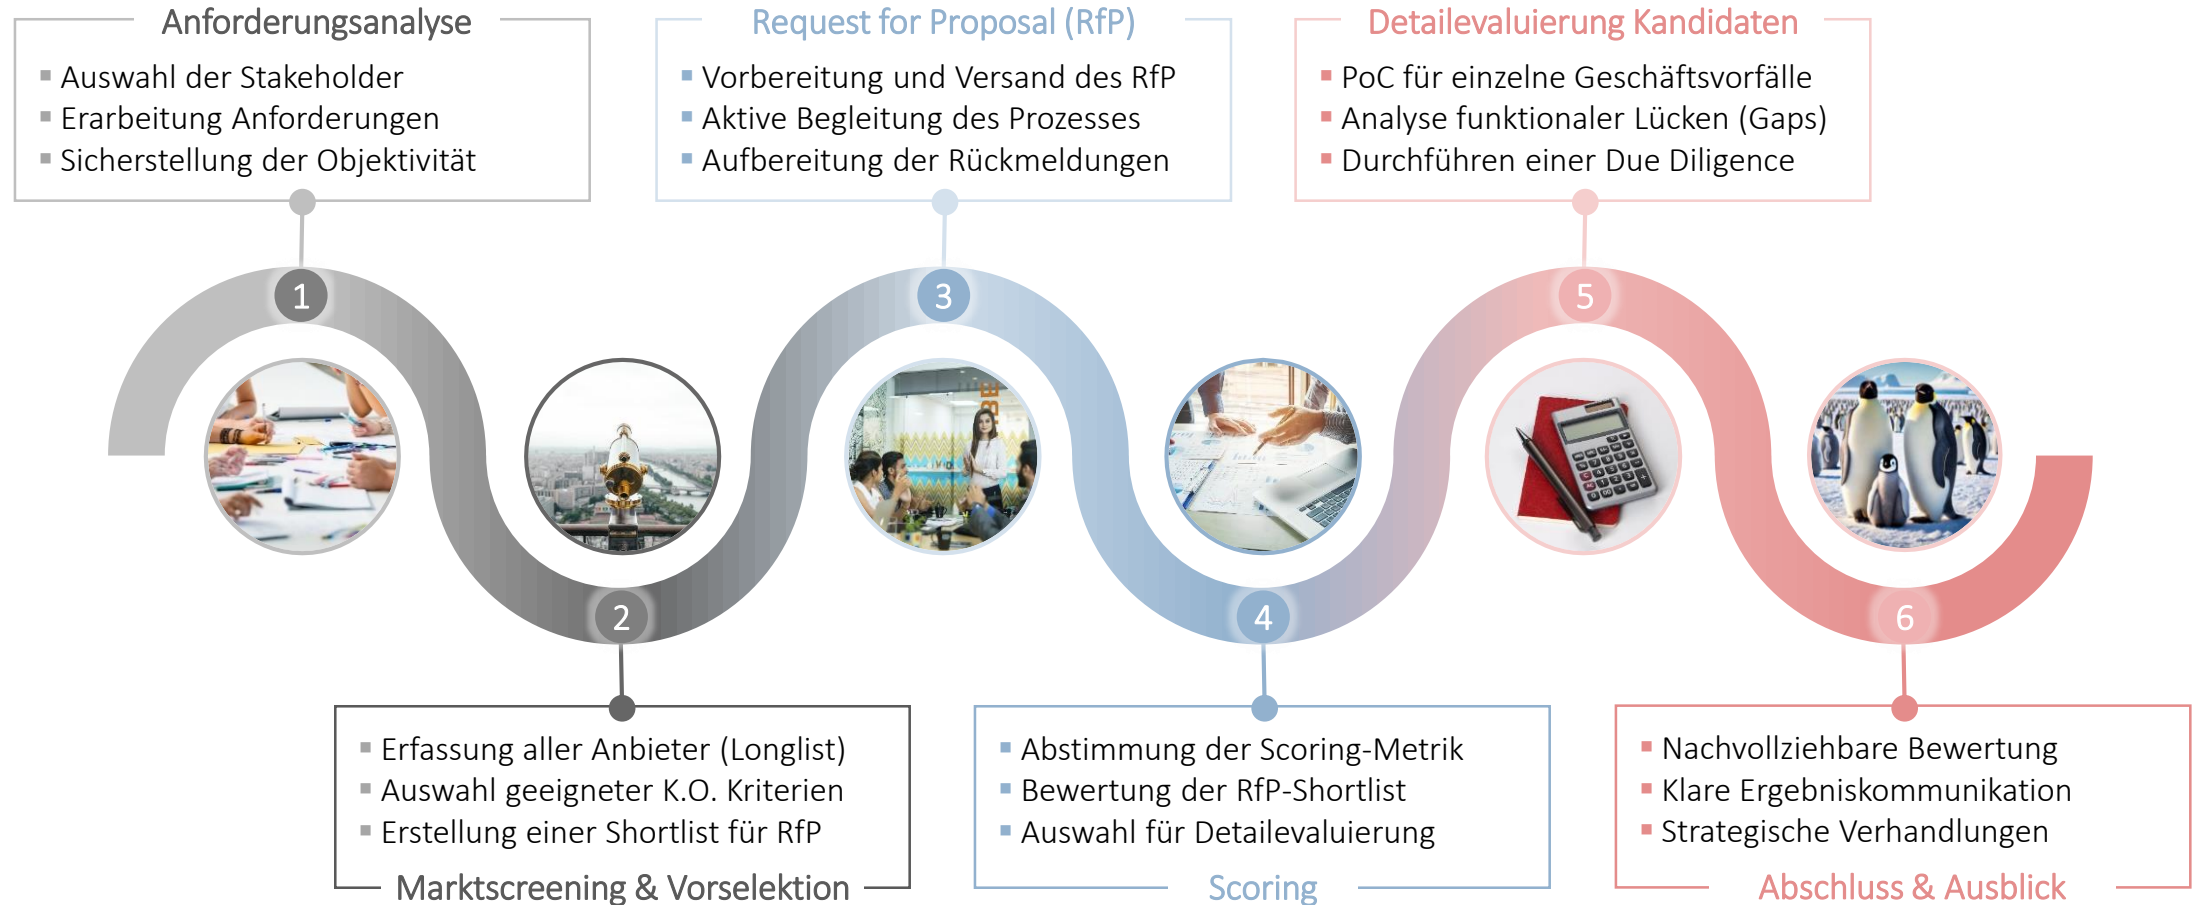 Anforderungsanalyse
Auswahl der Stakeholder
Erarbeitung Anforderungen
Sicherstellung der Objektivität
1
2
Erfassung aller Anbieter (Longlist)
Auswahl geeigneter K.O. Kriterien
Erstellung einer Shortlist für RfP
Marktscreening & Vorselektion
Request for Proposal (RfP)
Vorbereitung und Versand des RfP
Aktive Begleitung des Prozesses
Aufbereitung der Rückmeldungen
3
4
Abstimmung der Scoring-Metrik
Bewertung der RfP-Shortlist
Auswahl für Detailevaluierung
Scoring
Detailevaluierung Kandidaten
PoC für einzelne Geschäftsvorfälle
Analyse funktionaler Lücken (Gaps)
Durchführen einer Due Diligence
5
6
Nachvollziehbare Bewertung
Klare Ergebniskommunikation
Strategische Verhandlungen
Abschluss & Ausblick